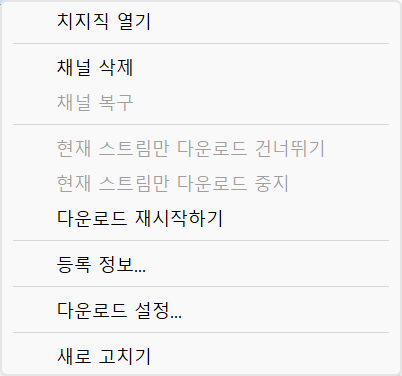 치지직 열기
채널 삭제
채널 복구
현재 스트림만 다운로드 건너뛰기
현재 스트림만 다운로드 중지
다운로드 재시작하기
등록 정보...
다운로드 설정...
새로 고치기